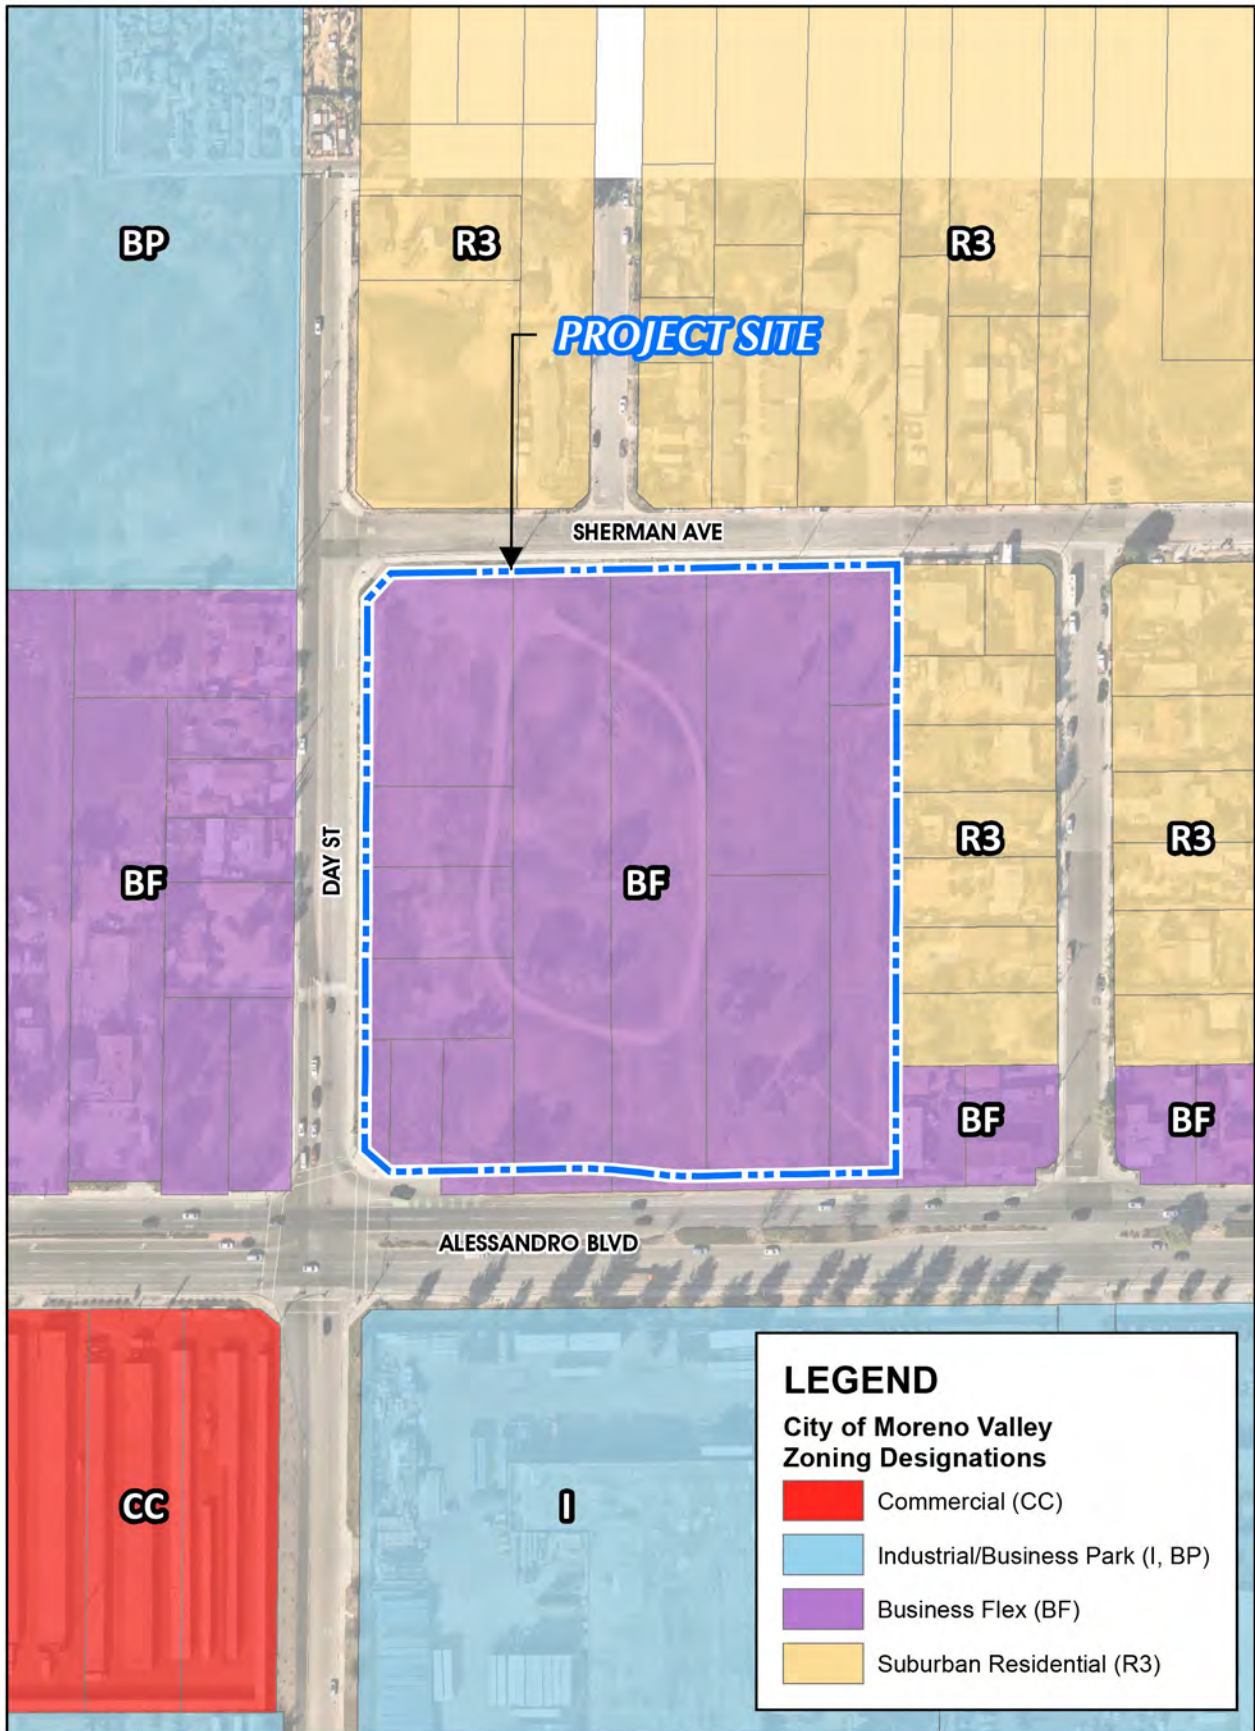 BP
R3
R3
PROJECT SITE
SHERMAN AVE
DAY ST
BF
BF
R3
R3
BF
BF
ALESSANDRO BLVD
CC
I
LEGEND
City of Moreno Valley
Zoning Designations
Commercial (CC)
Industrial/Business Park (I, BP)
Business Flex (BF)
Suburban Residential (R3)